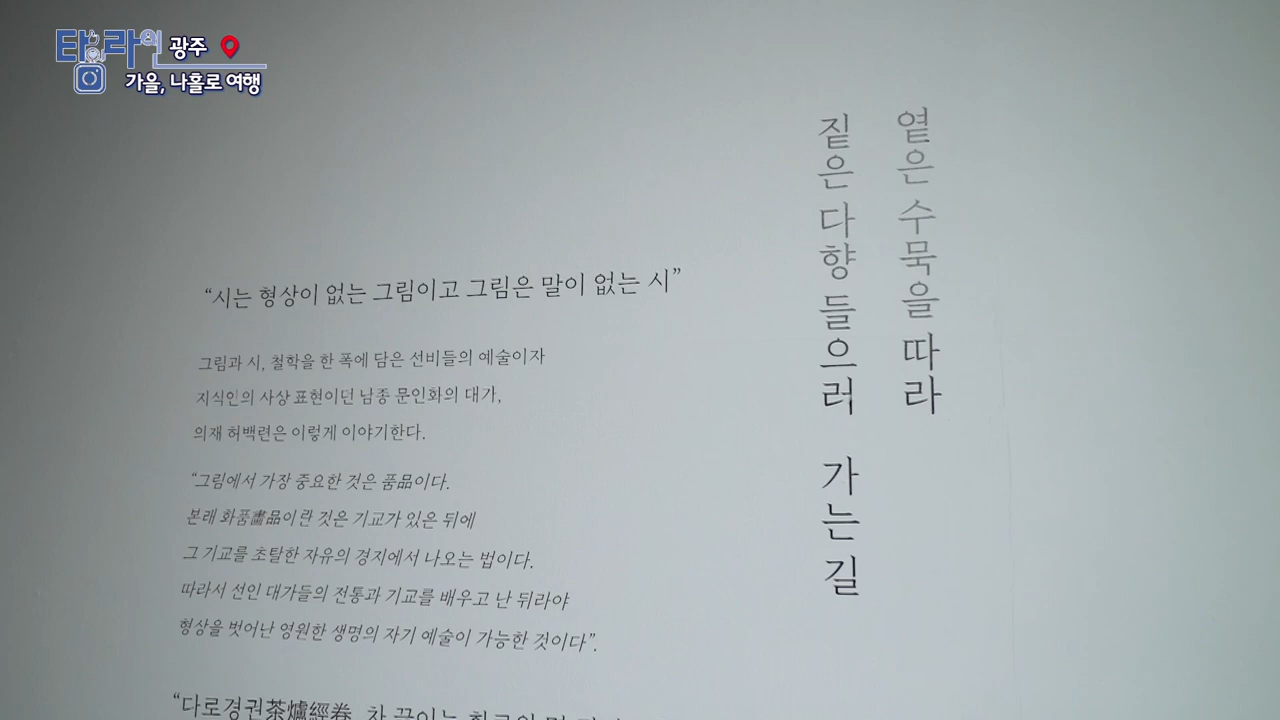 탐라의 광주
가을, 나홀로 여행
옅은 수묵을 따라
짙은 다향 들으러 가는 길
“시는 형상이 없는 그림이고 그림은 말이 없는 시”
그림과 시, 철학을 한 폭에 담은 선비들의 예술이자
지식인의 사상 표현이던 남종 문인화의 대가,
의재 허백련은 이렇게 이야기한다.
“그림에서 가장 중요한 것은 품品이다.
본래 화품畵品이란 것은 기교가 있은 뒤에
그 기교를 초탈한 자유의 경지에서 나오는 법이다.
따라서 선인 대가들의 전통과 기교를 배우고 난 뒤라야
형상을 벗어난 영원한 생명의 자기 예술이 가능한 것이다”.
“다로경권茶爐經卷, 차 끓이는